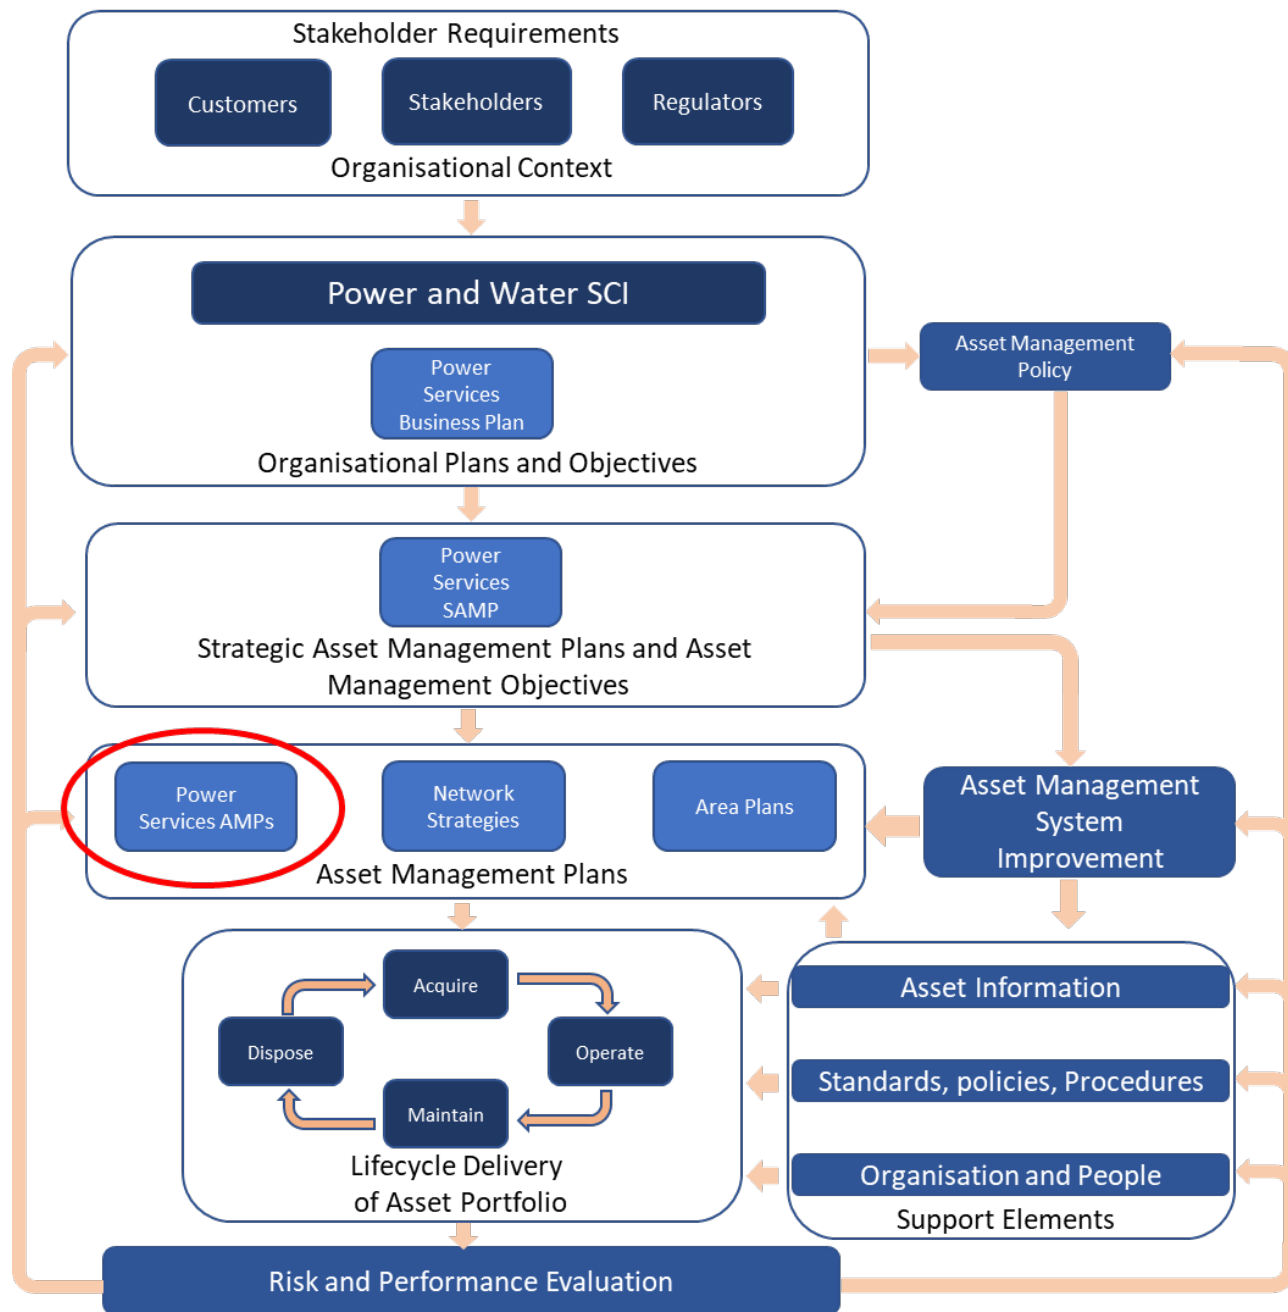 Stakeholder Requirements
Customers
Stakeholders
Regulators
Organisational Context
Power and Water SCI
Power
Services
Business Plan
Organisational Plans and Objectives
Asset Management
Policy
Power
Services
SAMP
Strategic Asset Management Plans and Asset
Management Objectives
Power
Services AMPs
Network
Strategies
Area Plans
Asset Management Plans
Asset Management
System
Improvement
Acquire
Dispose
Operate
Maintain
Lifecycle Delivery
of Asset Portfolio
Asset Information
Standards, policies, Procedures
Organisation and People
Support Elements
Risk and Performance Evaluation